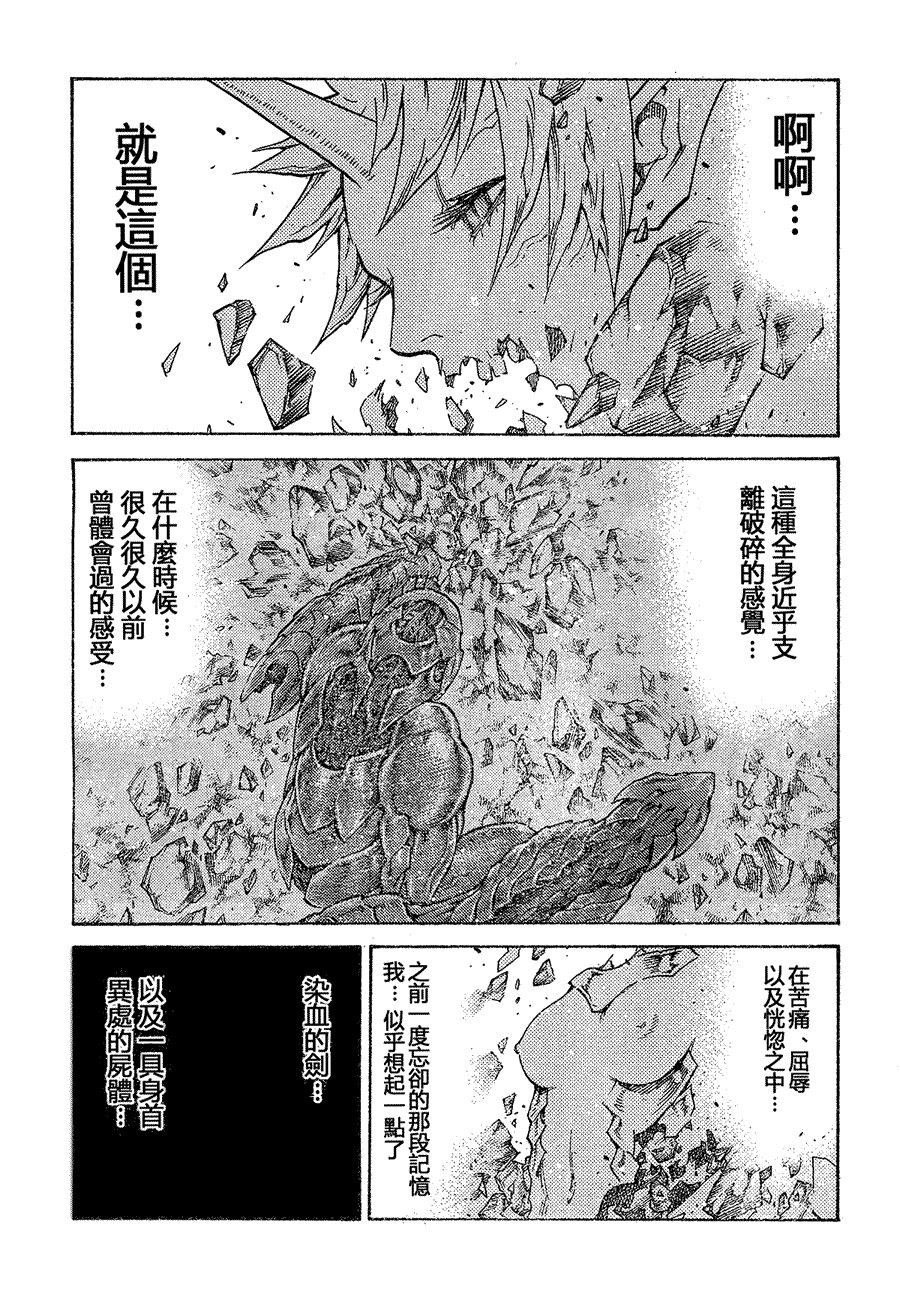 啊啊…
就是這個…
這種全身近乎支
離破碎的感覺…
在什麼時候…
很久很久以前
曾體會過的感受…
在苦痛、屈辱
以及恍惚之中…
之前一度忘卻的那段記憶
我…似乎想起一點了
染血的劍…
以及一具身首
異處的屍體…